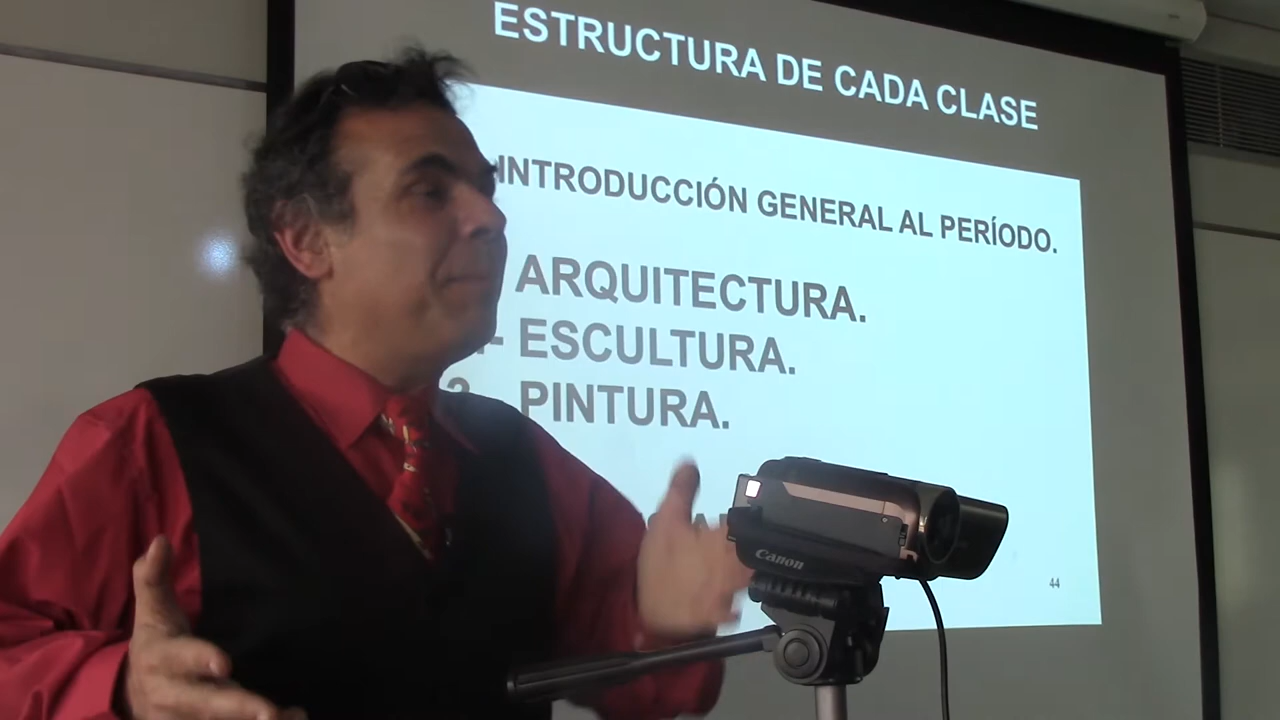 ESTRUCTURA DE CADA CLASE
INTRODUCCIÓN GENERAL AL PERÍODO.
ARQUITECTURA.
- ESCULTURA.
PINTURA.
Canon
44